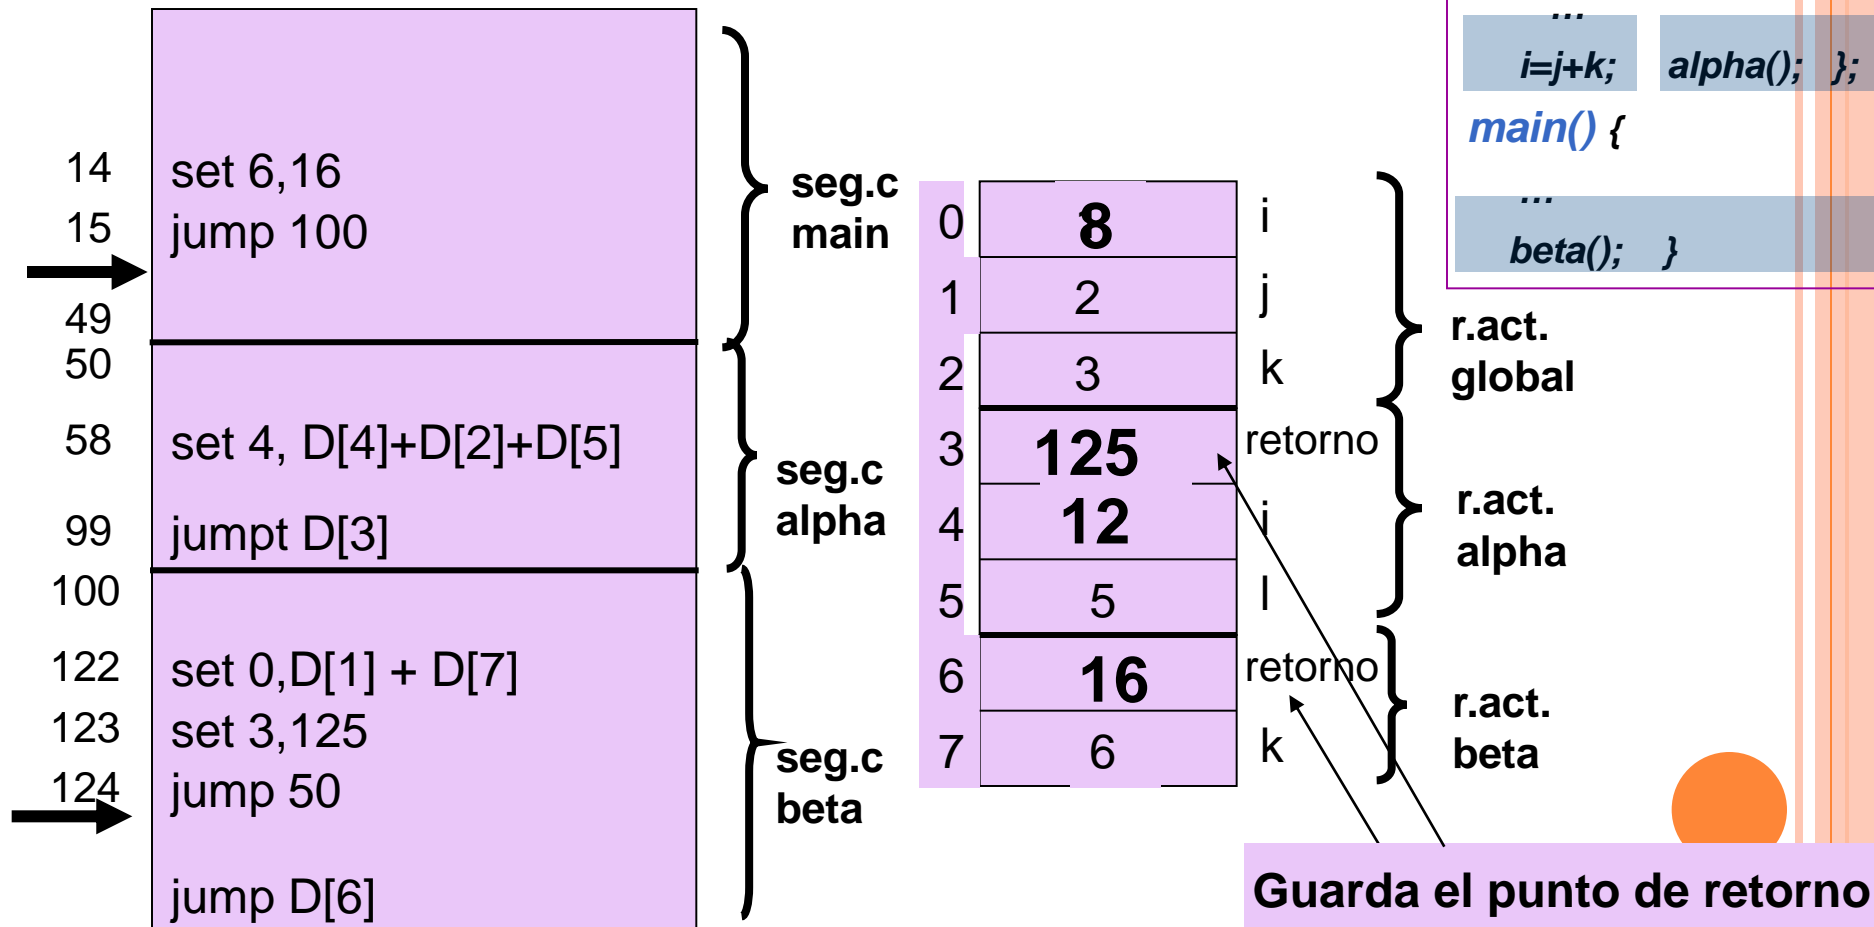 14 set 6,16
15 jump 100
49
50
58 set 4, D[4]+D[2]+D[5]
99 jumpt D[3]
100
122 set 0,D[1] + D[7]
123 set 3,125
124 jump 50
jump D[6]
seg.c
main
seg.c
alpha
seg.c
beta
0 8 i
1 2 j
2 3 k
3 125 retorno
4 12 i
5 5 l
6 16 retorno
7 6 k
r.act.
global
r.act.
alpha
r.act.
beta
...
i=j+k; alpha(); };
main() {
...
beta(); }
Guarda el punto de retorno